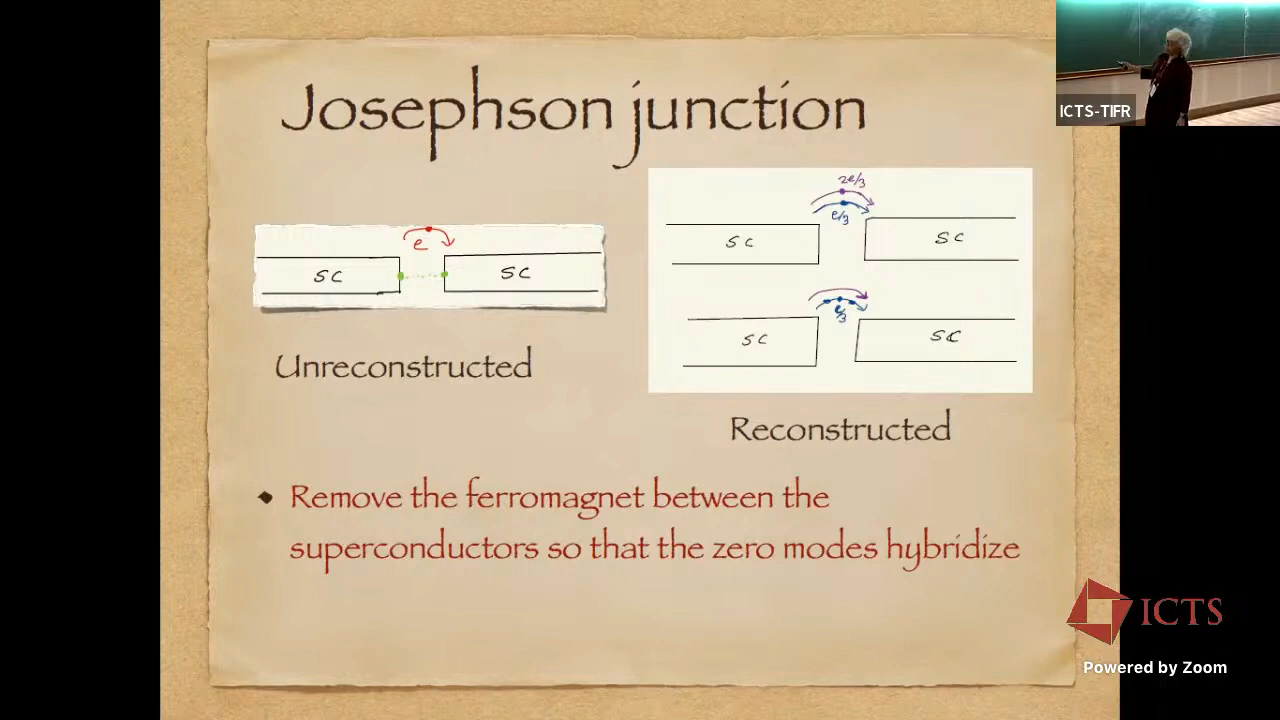 Josephson junction
ICTS-TIFR
e
SC
SC
Unreconstructed
2e/3
e/3
SC
SC
e/3
SC
SC
Reconstructed
Remove the ferromagnet between the
superconductors so that the zero modes hybridize
ICTS
Powered by Zoom